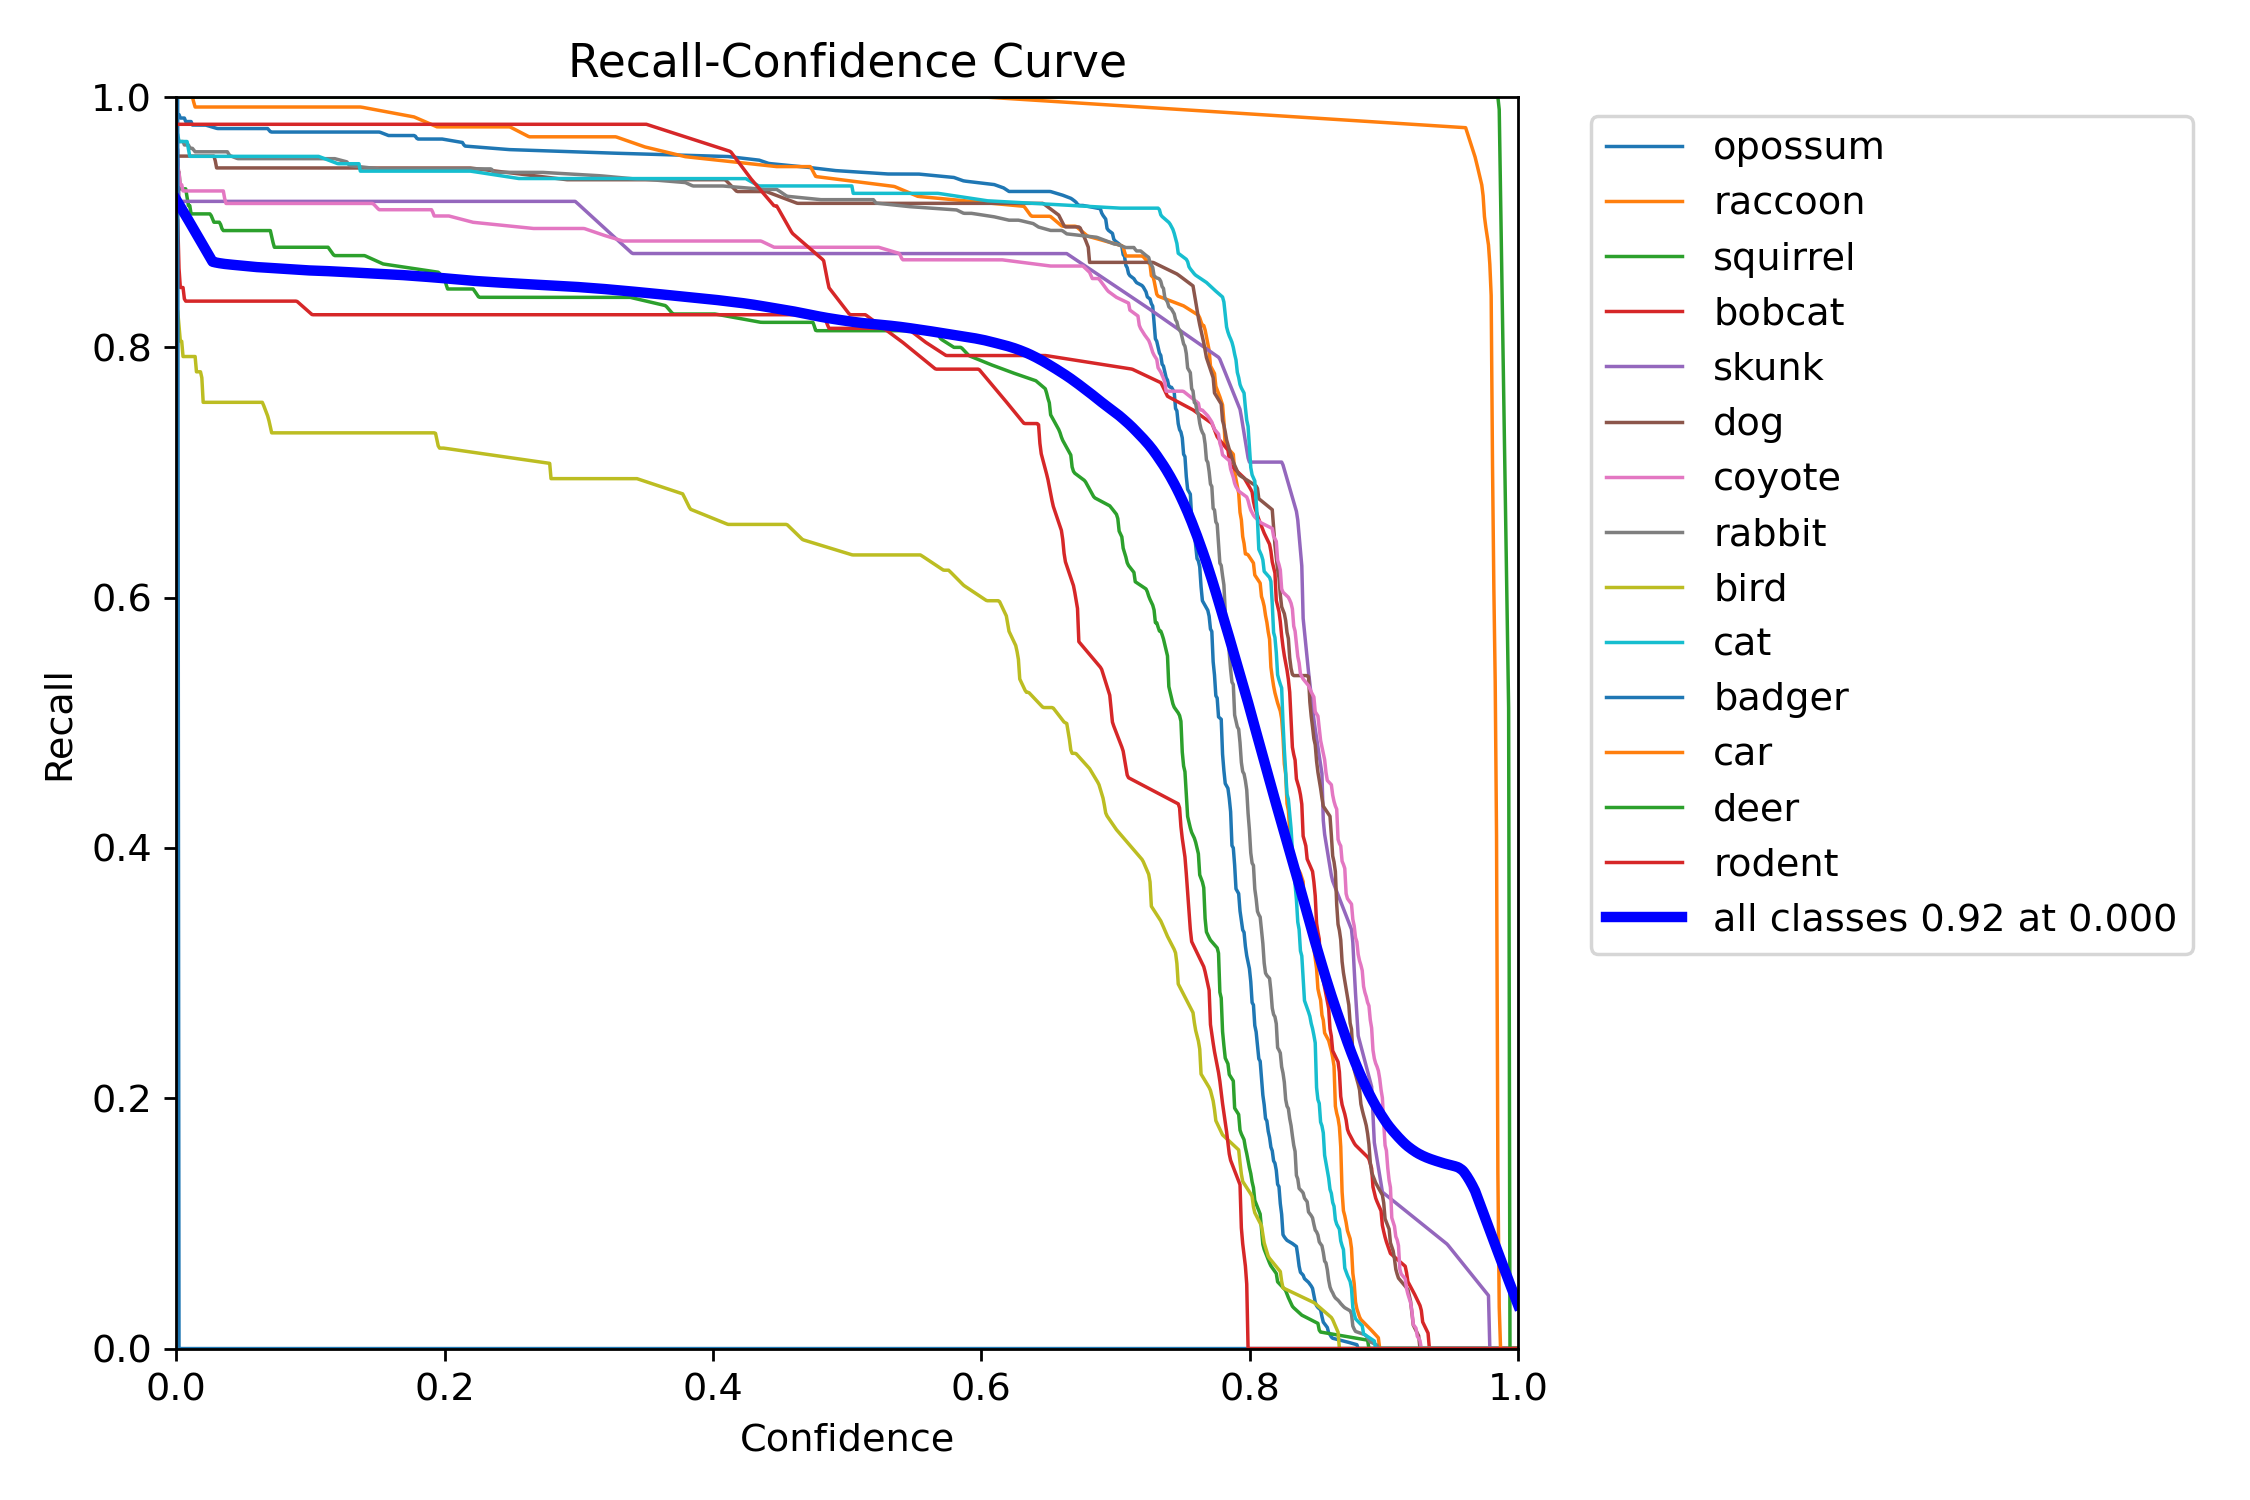 Recall-Confidence Curve
1.0
0.8
0.6
0.4
0.2
0.0
Recall
0.0 0.2 0.4 0.6 0.8 1.0
Confidence
opossum
raccoon
squirrel
bobcat
skunk
dog
coyote
rabbit
bird
cat
badger
car
deer
rodent
all classes 0.92 at 0.000